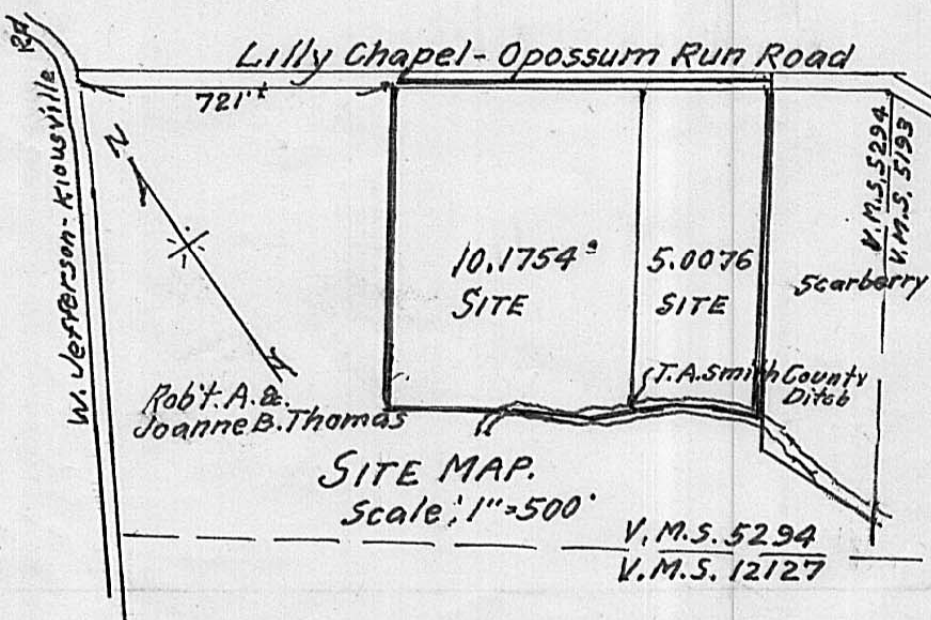 Rd
Lilly Chapel - Opossum Run Road
721'±
W. Jefferson-Kiousville
N
V.M.S. 5294
V.M.S. 5193
10.1754 a
SITE
5.0076
SITE
Scarberry
T.A. Smith County
Ditch
Rob't. A. &
Joanne B. Thomas
SITE MAP.
Scale; 1"=500'
V.M.S. 5294
V.M.S. 12127